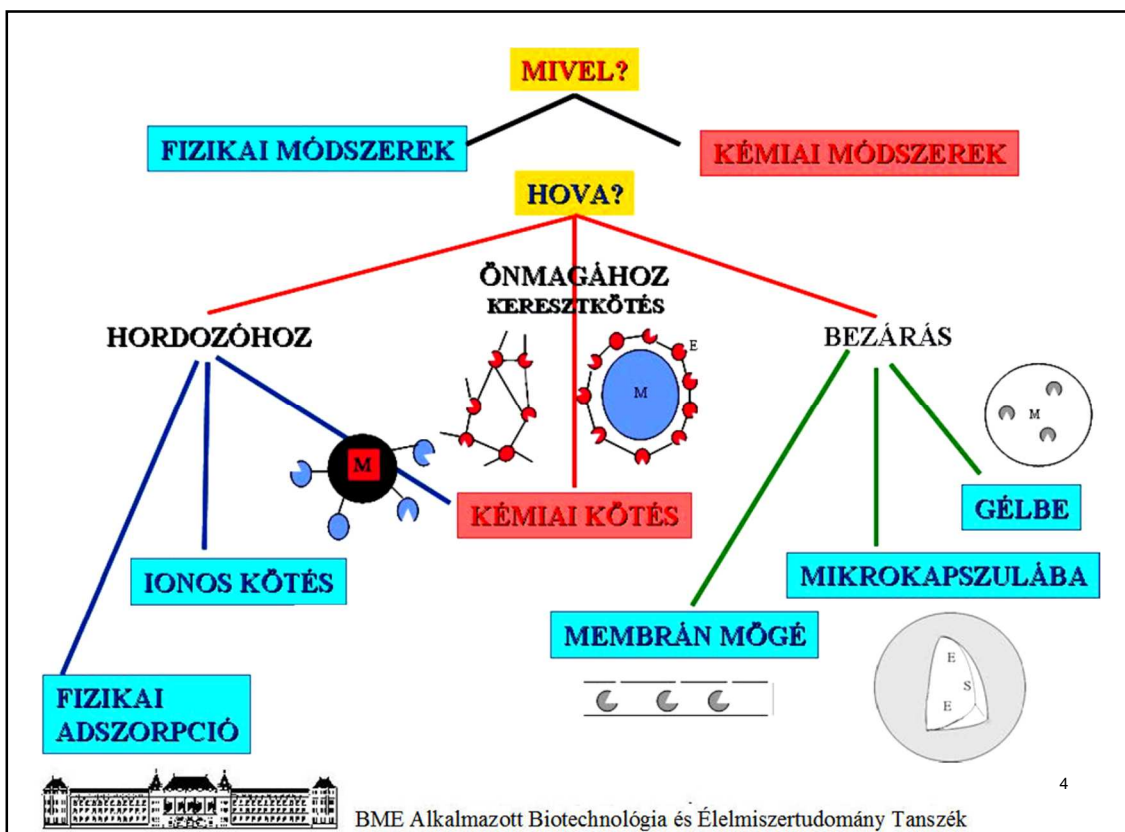 MIVEL?
FIZIKAI MÓDSZEREK
KÉMIAI MÓDSZEREK
HOVA?
ÖNMAGÁHOZ
KERESZTKÖTÉS
HORDOZÓHOZ
BEZÁRÁS
E
M
M
M
KÉMIAI KÖTÉS
GÉLBE
IONOS KÖTÉS
MIKROKAPSZULÁBA
MEMBRÁN MÖGÉ
E
S
E
FIZIKAI
ADSZORPCIÓ
4
BME Alkalmazott Biotechnológia és Élelmiszertudomány Tanszék